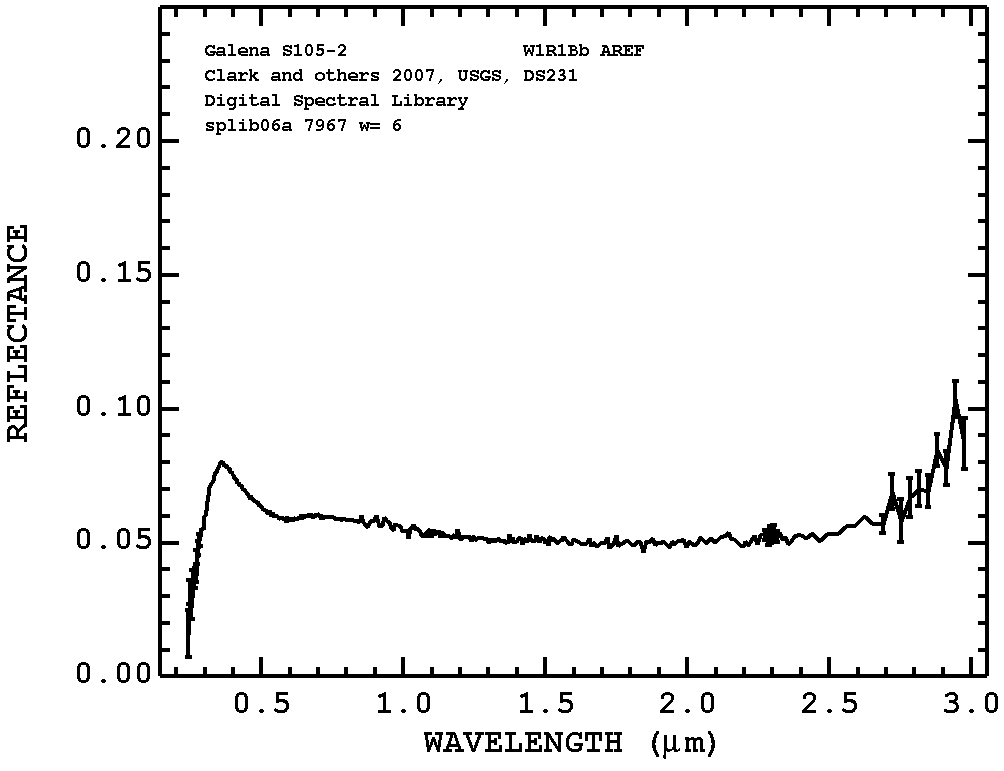 Galena S105-2 W1R1Bb AREF
Clark and others 2007, USGS, DS231
Digital Spectral Library
splib06a 7967 w= 6
0.20
0.15
0.10
0.05
0.00
REFLECTANCE
0.5 1.0 1.5 2.0 2.5 3.0
WAVELENGTH (μm)